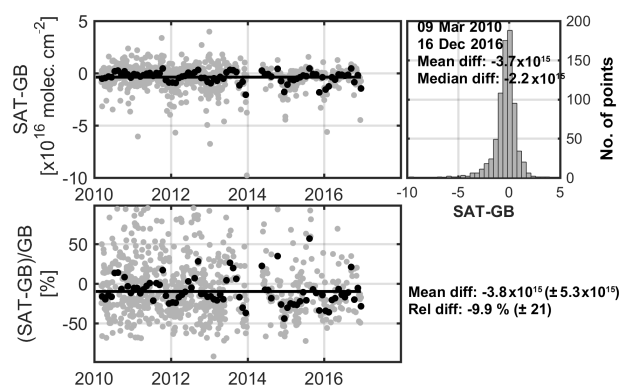 SAT-GB
[x10^16 molec. cm^-2]
5
0
-5
-10
2010
2012
2014
2016
09 Mar 2010
16 Dec 2016
Mean diff: -3.7x10^15
Median diff: -2.2x10^15
200
150
100
50
0
No. of points
-10
-5
0
5
SAT-GB
(SAT-GB)/GB
[%]
50
0
-50
2010
2012
2014
2016
Mean diff: -3.8x10^15 (± 5.3x10^15)
Rel diff: -9.9 % (± 21)